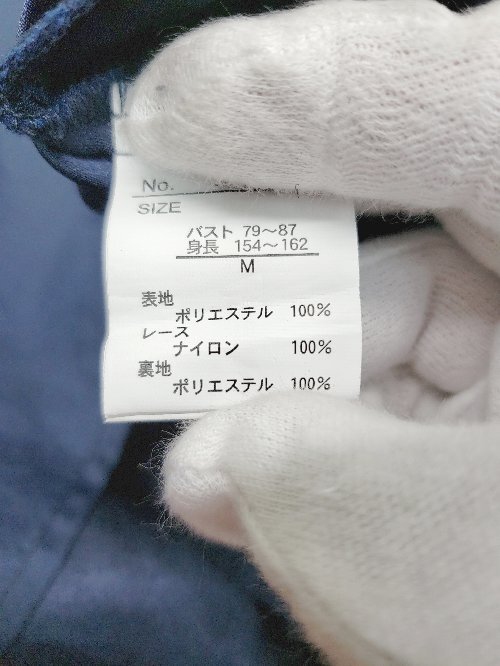 No.
SIZE
バスト 79～87
身長 154～162
M
表地
ポリエステル 100%
レース
ナイロン 100%
裏地
ポリエステル 100%